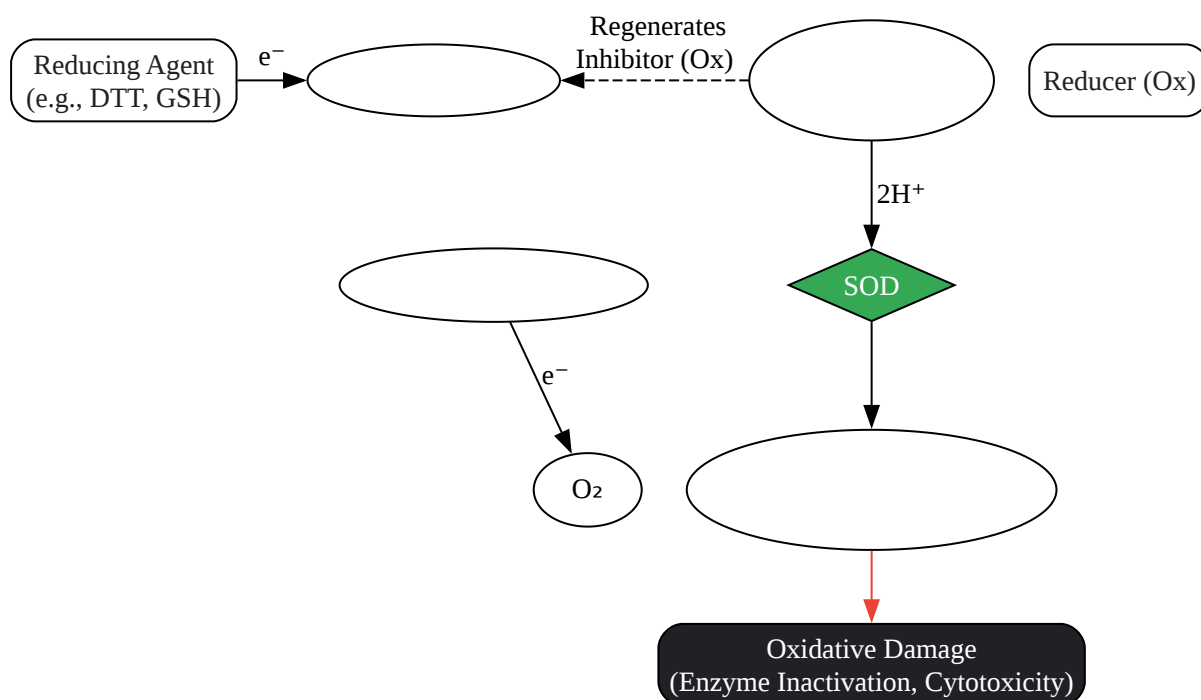 Reducing Agent
(e.g., DTT, GSH)
e⁻
Regenerates
Inhibitor (Ox)
Reducer (Ox)
2H⁺
SOD
e⁻
O₂
Oxidative Damage
(Enzyme Inactivation, Cytotoxicity)